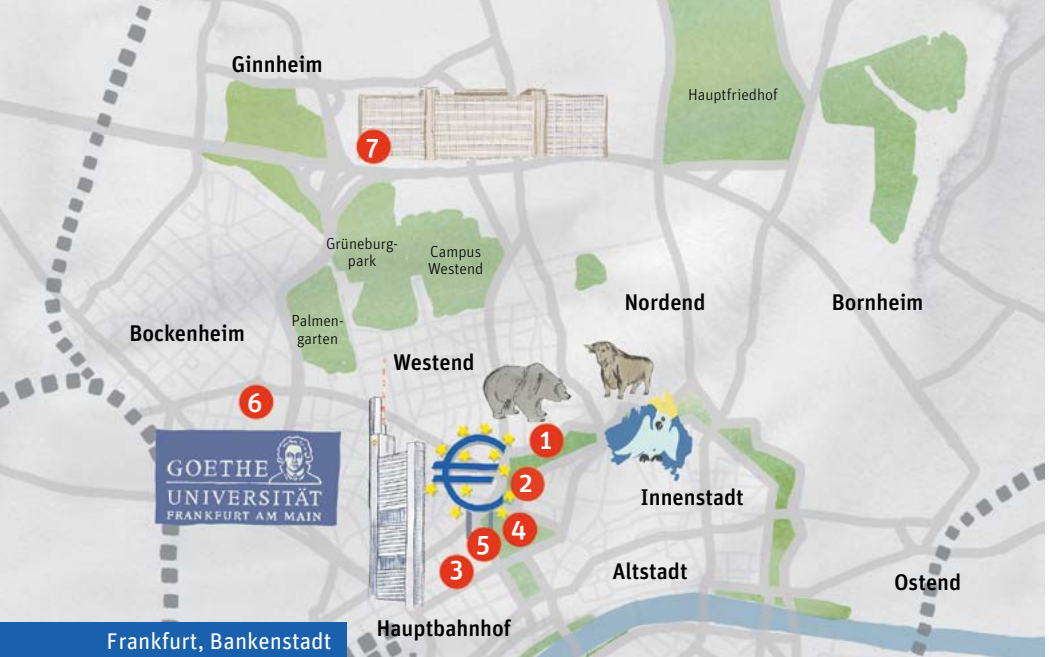 Ginnheim
Hauptfriedhof
7
Grüneburg-
park
Campus
Westend
Nordend
Bornheim
Palmen-
garten
Bockenheim
Westend
6
1
GOETHE
UNIVERSITÄT
FRANKFURT AM MAIN
€
2
Innenstadt
4
5
3
Altstadt
Ostend
Hauptbahnhof
Frankfurt, Bankenstadt